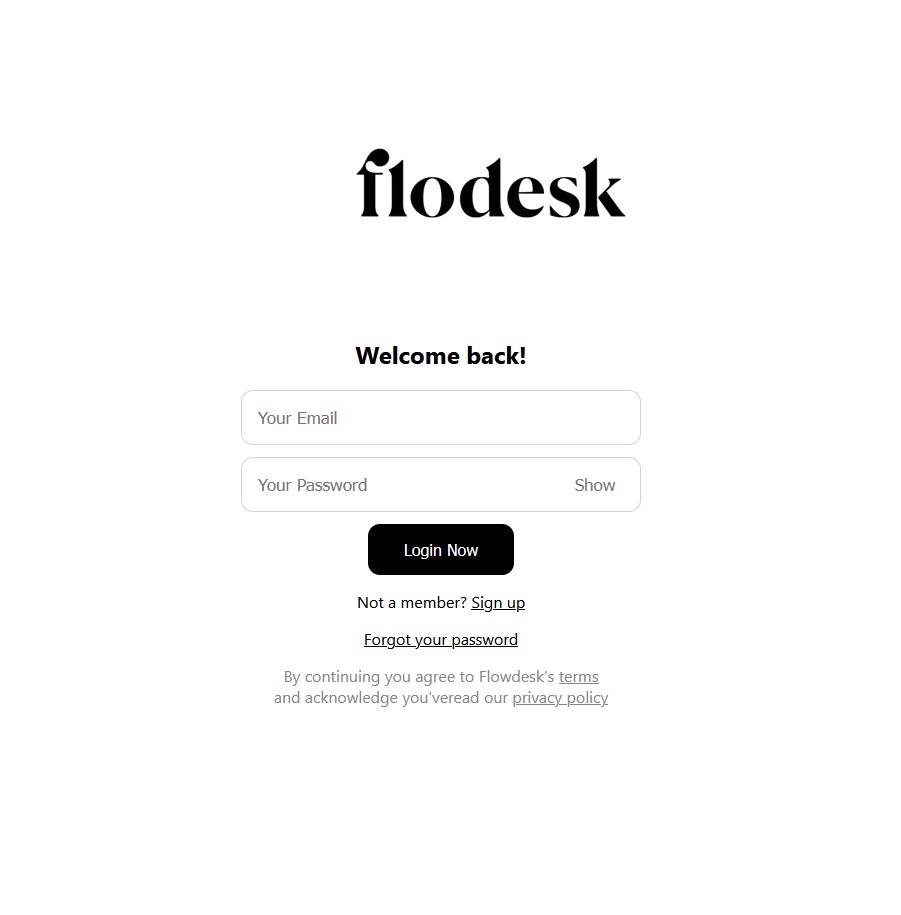 flodesk
Welcome back!
Your Email
Your Password Show
Login Now
Not a member? Sign up
Forgot your password
By continuing you agree to Flowdesk's terms
and acknowledge you'veread our privacy policy